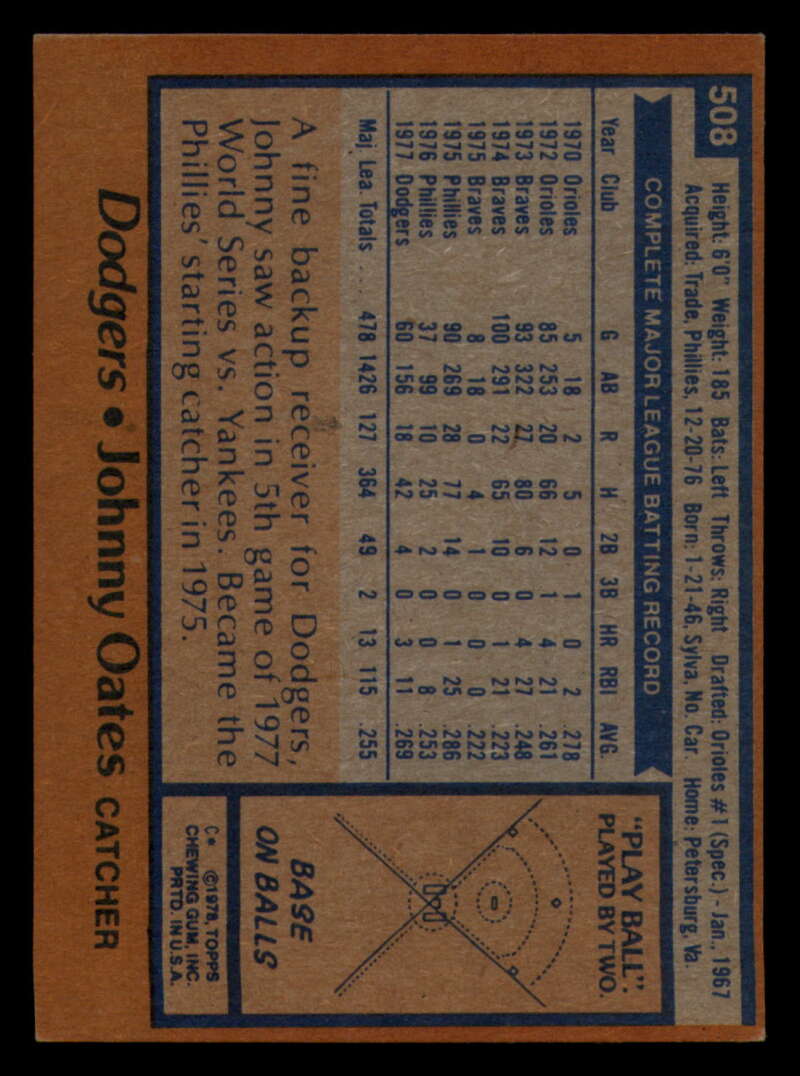 508
Height: 6'0" Weight: 185 Bats: Left Throws: Right Drafted: Orioles #1 (Spec.) - Jan., 1967
Acquired: Trade, Phillies, 12-20-76 Born: 1-21-46, Sylva, No. Car. Home: Petersburg, Va.
COMPLETE MAJOR LEAGUE BATTING RECORD
Year Club G AB R H 2B 3B HR RBI AVG.
1970 Orioles 5 18 2 5 0 1 0 2 .278
1972 Orioles 85 253 20 66 12 1 4 21 .261
1973 Braves 93 322 27 80 6 0 4 27 .248
1974 Braves 100 291 22 65 10 0 1 21 .223
1975 Braves 8 18 0 4 1 0 0 0 .222
1975 Phillies 90 269 28 77 14 0 1 25 .286
1976 Phillies 37 99 10 25 2 0 0 8 .253
1977 Dodgers 60 156 18 42 4 0 3 11 .269
Maj. Lea. Totals .... 478 1426 127 364 49 2 13 115 .255
A fine backup receiver for Dodgers,
Johnny saw action in 5th game of 1977
World Series vs. Yankees. Became the
Phillies' starting catcher in 1975.
"PLAY BALL":
PLAYED BY TWO.
BASE
ON BALLS
C* ©1978, TOPPS
CHEWING GUM, INC.
PRTD. IN U.S.A.
Dodgers • Johnny Oates CATCHER